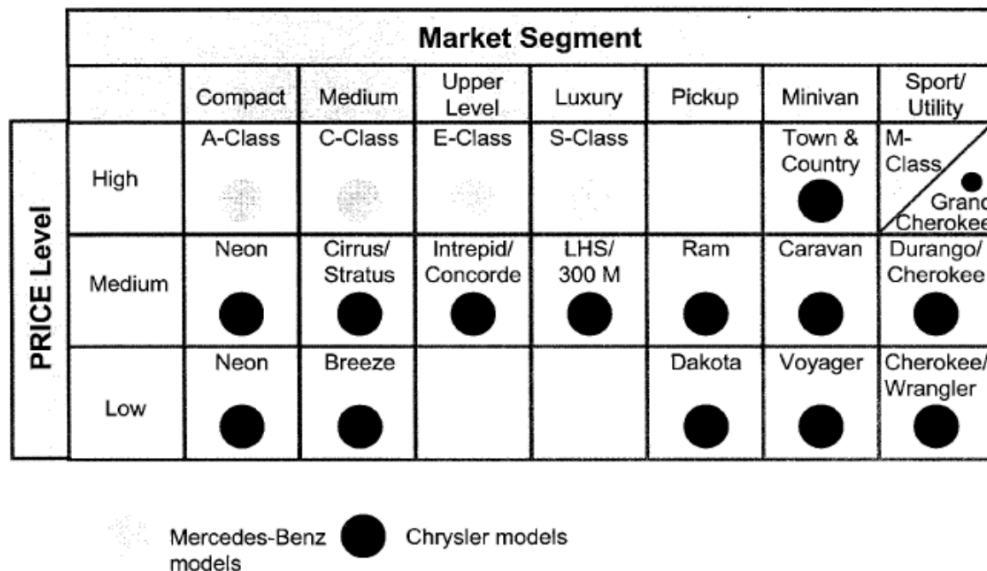 Market Segment
Compact
Medium
Upper
Level
Luxury
Pickup
Minivan
Sport/
Utility
PRICE Level
High
A-Class
C-Class
E-Class
S-Class
Town &
Country
M-
Class
Grand
Cherokee
Medium
Neon
Cirrus/
Stratus
Intrepid/
Concorde
LHS/
300 M
Ram
Caravan
Durango/
Cherokee
Low
Neon
Breeze
Dakota
Voyager
Cherokee/
Wrangler
Mercedes-Benz
models
Chrysler models